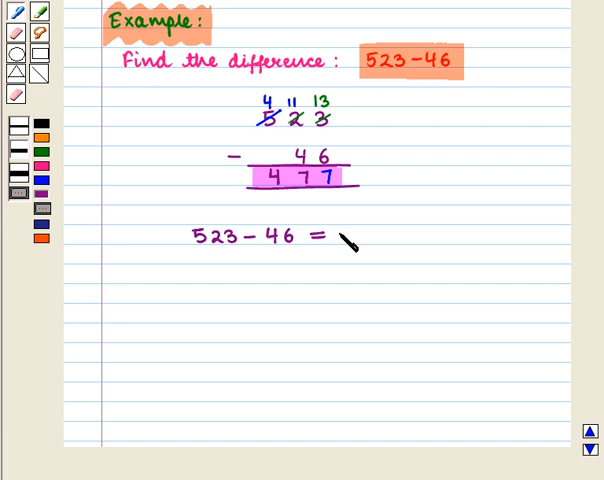 Example:
Find the difference: 523-46
4 11 13
5 2 3
- 4 6
4 7 7
523-46 =